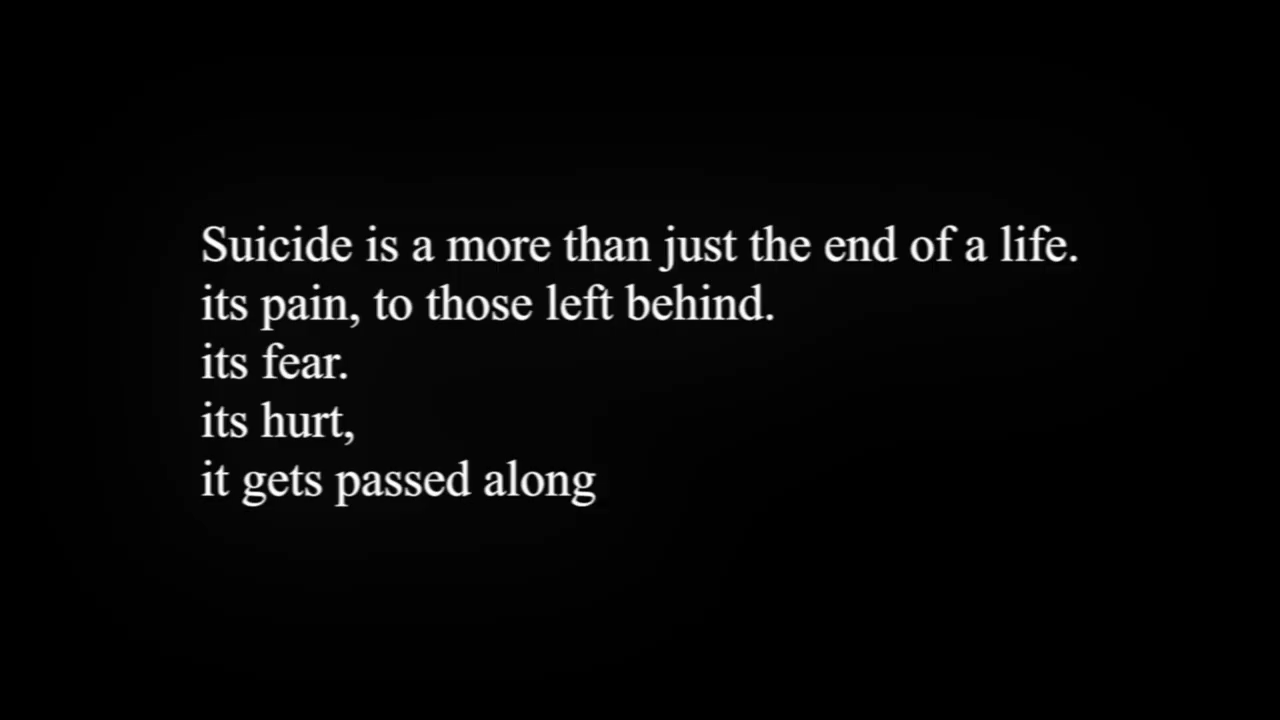 Suicide is a more than just the end of a life.
its pain, to those left behind.
its fear.
its hurt,
it gets passed along